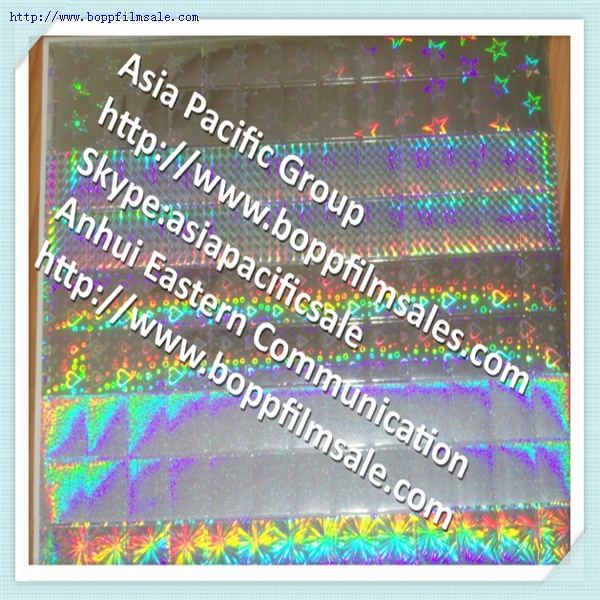 http://www.boppfilmsale.com
Asia Pacific Group
http://www.boppfilmsales.com
Skype:asiapacificsale
Anhui Eastern Communication
http://www.boppfilmsale.com